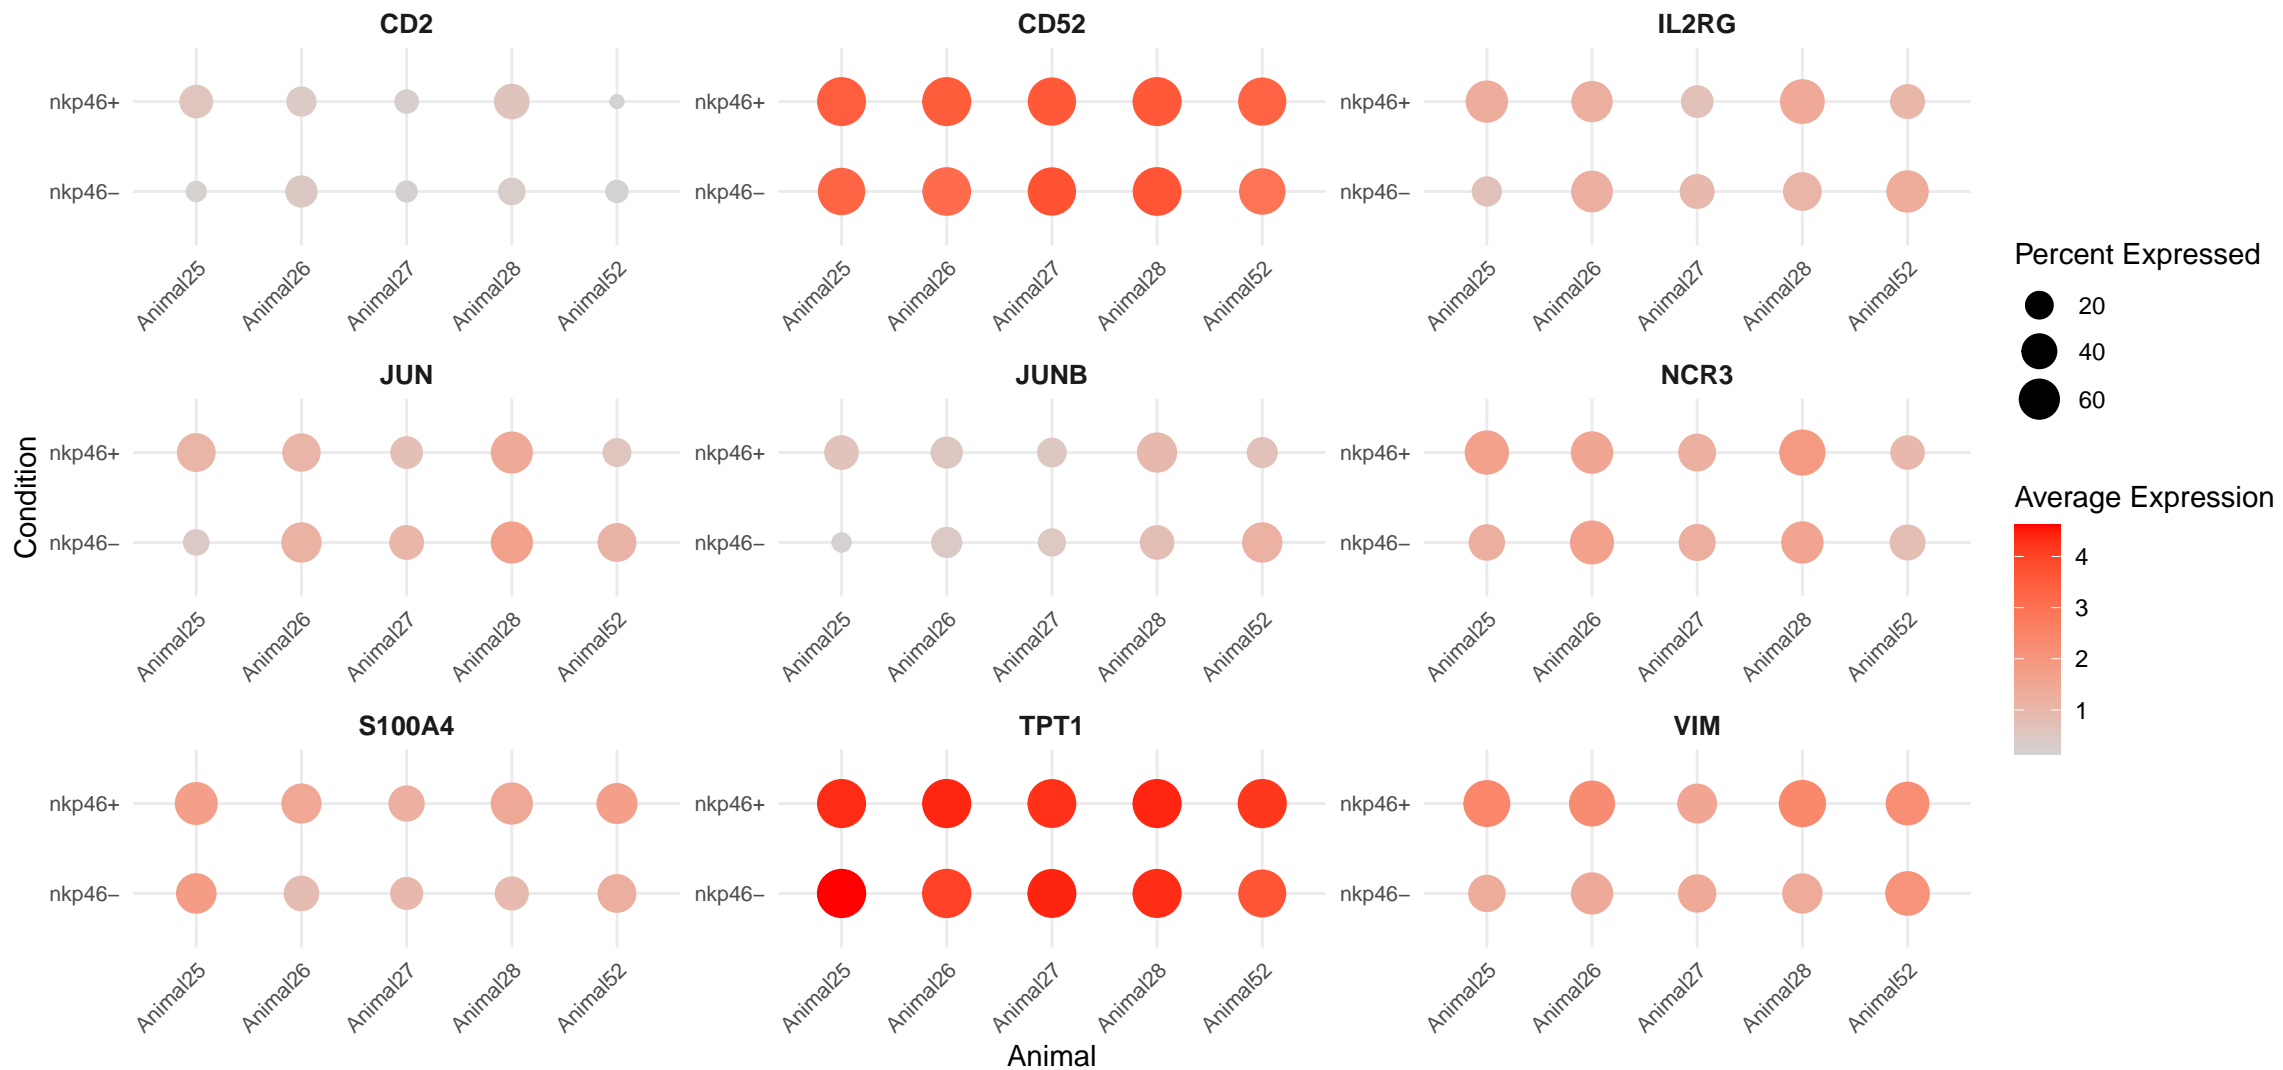 CD2
CD52
IL2RG
nkp46+
nkp46+
nkp46+
nkp46–
nkp46–
nkp46–
Animal25
Animal26
Animal27
Animal28
Animal52
Animal25
Animal26
Animal27
Animal28
Animal52
Animal25
Animal26
Animal27
Animal28
Animal52
JUN
JUNB
NCR3
nkp46+
nkp46+
nkp46+
nkp46–
nkp46–
nkp46–
Animal25
Animal26
Animal27
Animal28
Animal52
Animal25
Animal26
Animal27
Animal28
Animal52
Animal25
Animal26
Animal27
Animal28
Animal52
S100A4
TPT1
VIM
nkp46+
nkp46+
nkp46+
nkp46–
nkp46–
nkp46–
Animal25
Animal26
Animal27
Animal28
Animal52
Animal25
Animal26
Animal27
Animal28
Animal52
Animal25
Animal26
Animal27
Animal28
Animal52
Condition
Animal
Percent Expressed
20
40
60
Average Expression
4
3
2
1